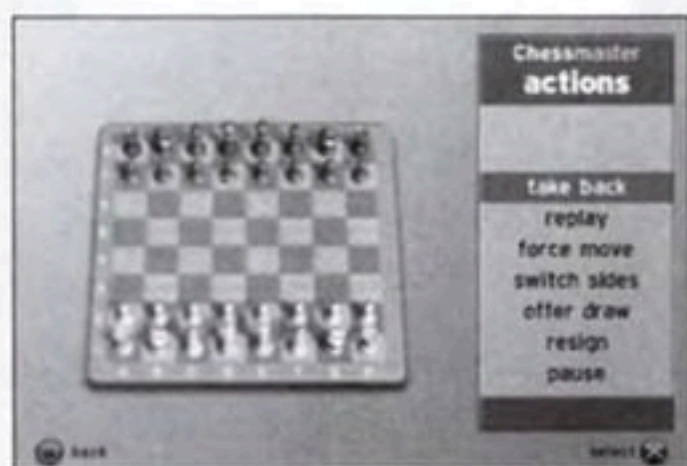 Chessmaster
actions
take back
replay
force move
switch sides
offer draw
resign
pause
back
select